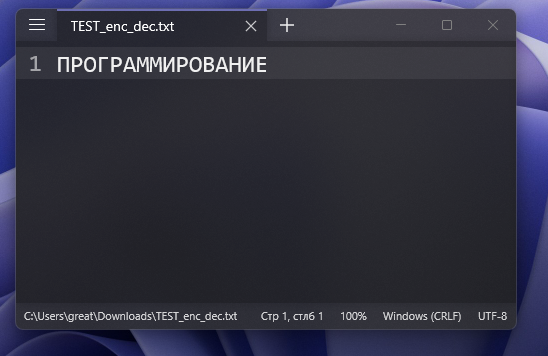 TEST_enc_dec.txt
1 ПРОГРАММИРОВАНИЕ
C:\Users\great\Downloads\TEST_enc_dec.txt Стр 1, стлб 1 100% Windows (CRLF) UTF-8